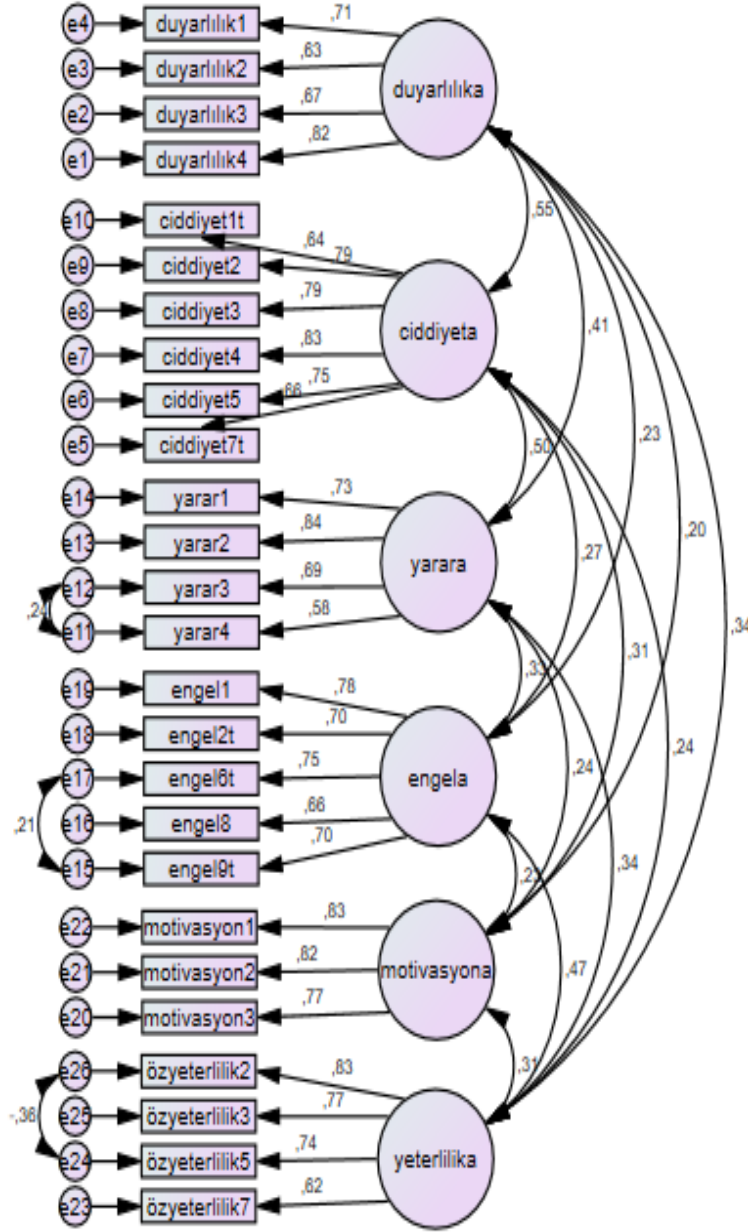 e4 duyarlılık1 ,71
e3 duyarlılık2 ,63
e2 duyarlılık3 ,67
e1 duyarlılık4 ,82
duyarlılıka
e10 ciddiyet1t ,64
e9 ciddiyet2 ,79
e8 ciddiyet3 ,79
e7 ciddiyet4 ,83
e6 ciddiyet5 ,75
e5 ciddiyet7t ,66
ciddiyeta
e14 yarar1 ,73
e13 yarar2 ,84
e12 yarar3 ,69
e11 yarar4 ,58
,24
yarara
e19 engel1 ,78
e18 engel2t ,70
e17 engel6t ,75
e16 engel8 ,66
e15 engel9t ,70
,21
engela
e22 motivasyon1 ,83
e21 motivasyon2 ,82
e20 motivasyon3 ,77
motivasyona
e26 özyeterlilik2 ,83
e25 özyeterlilik3 ,77
e24 özyeterlilik5 ,74
e23 özyeterlilik7 ,62
-,36
yeterlilika
,55
,41
,23
,20
,34
,50
,27
,31
,24
,33
,24
,34
,47
,31